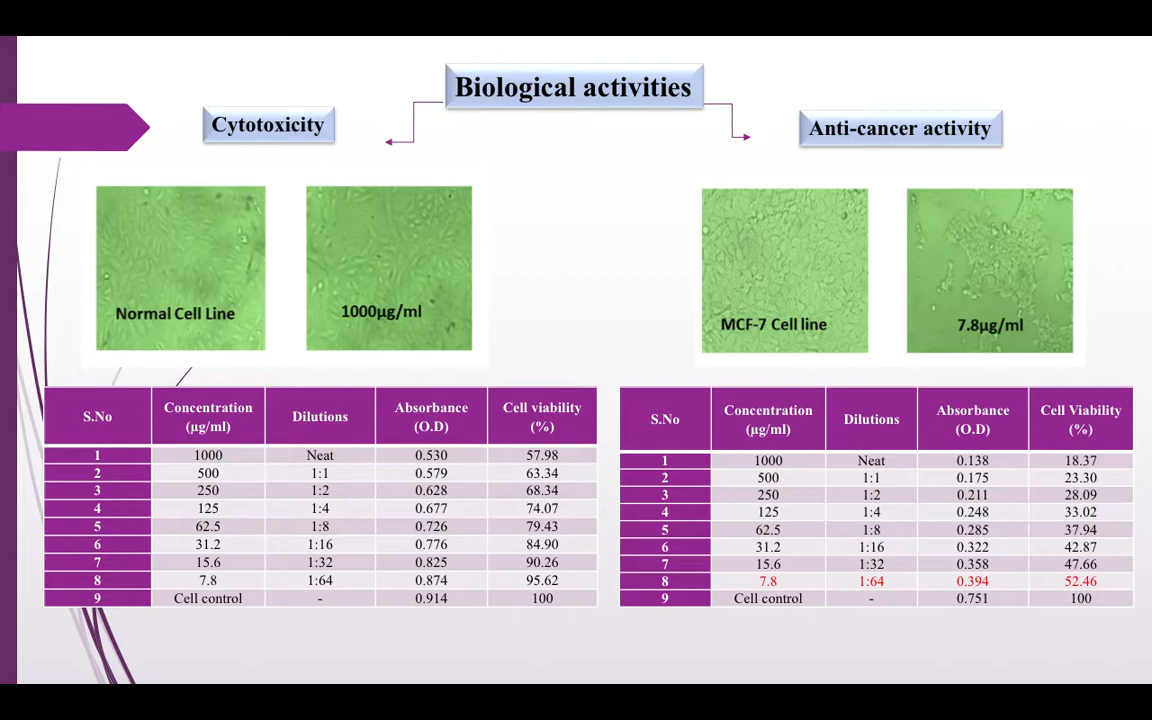 Biological activities
Cytotoxicity
Anti-cancer activity
Normal Cell Line
1000µg/ml
MCF-7 Cell line
7.8µg/ml
S.No Concentration (µg/ml) Dilutions Absorbance (O.D) Cell viability (%)
1 1000 Neat 0.530 57.98
2 500 1:1 0.579 63.34
3 250 1:2 0.628 68.34
4 125 1:4 0.677 74.07
5 62.5 1:8 0.726 79.43
6 31.2 1:16 0.776 84.90
7 15.6 1:32 0.825 90.26
8 7.8 1:64 0.874 95.62
9 Cell control - 0.914 100
S.No Concentration (µg/ml) Dilutions Absorbance (O.D) Cell Viability (%)
1 1000 Neat 0.138 18.37
2 500 1:1 0.175 23.30
3 250 1:2 0.211 28.09
4 125 1:4 0.248 33.02
5 62.5 1:8 0.285 37.94
6 31.2 1:16 0.322 42.87
7 15.6 1:32 0.358 47.66
8 7.8 1:64 0.394 52.46
9 Cell control - 0.751 100